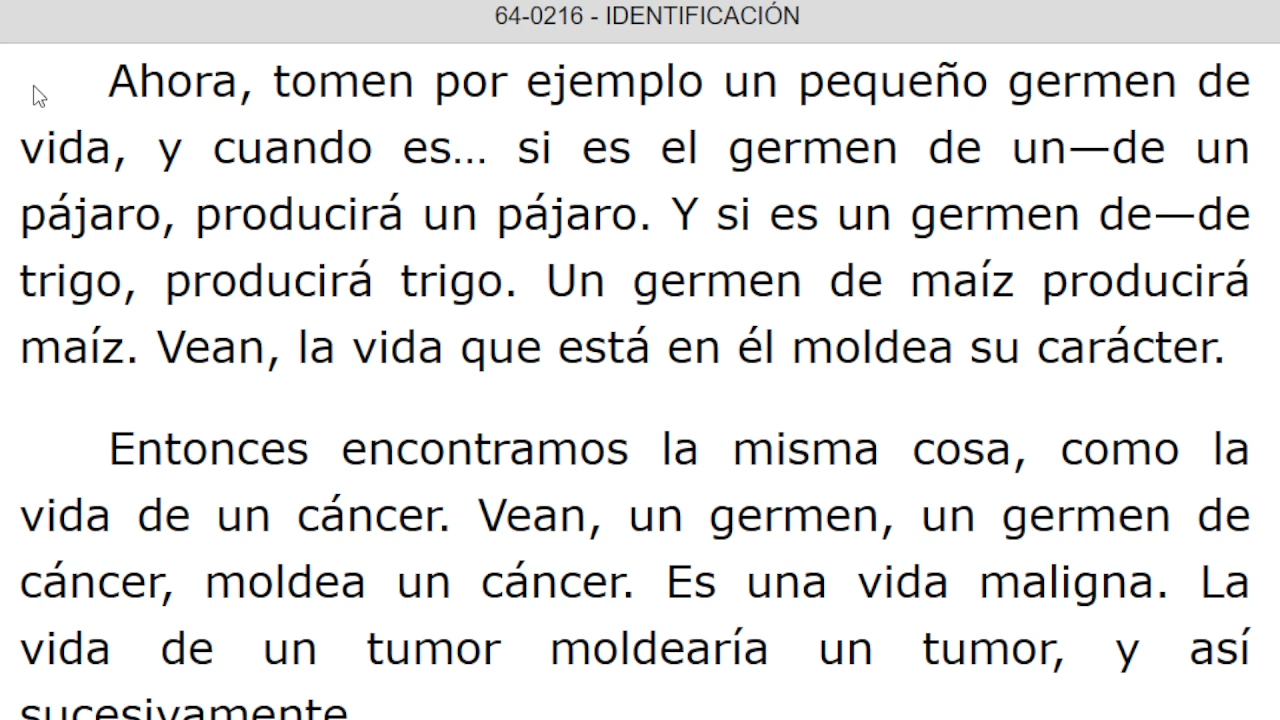 64-0216 - IDENTIFICACIÓN
Ahora, tomen por ejemplo un pequeño germen de
vida, y cuando es... si es el germen de un—de un
pájaro, producirá un pájaro. Y si es un germen de—de
trigo, producirá trigo. Un germen de maíz producirá
maíz. Vean, la vida que está en él moldea su carácter.
Entonces encontramos la misma cosa, como la
vida de un cáncer. Vean, un germen, un germen de
cáncer, moldea un cáncer. Es una vida maligna. La
vida de un tumor moldearía un tumor, y así
sucesivamente